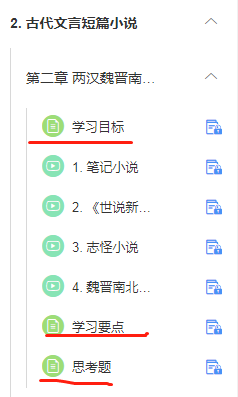 2. 古代文言短篇小说
第二章 两汉魏晋南...
学习目标
1. 笔记小说
2. 《世说新...
3. 志怪小说
4. 魏晋南北...
学习要点
思考题